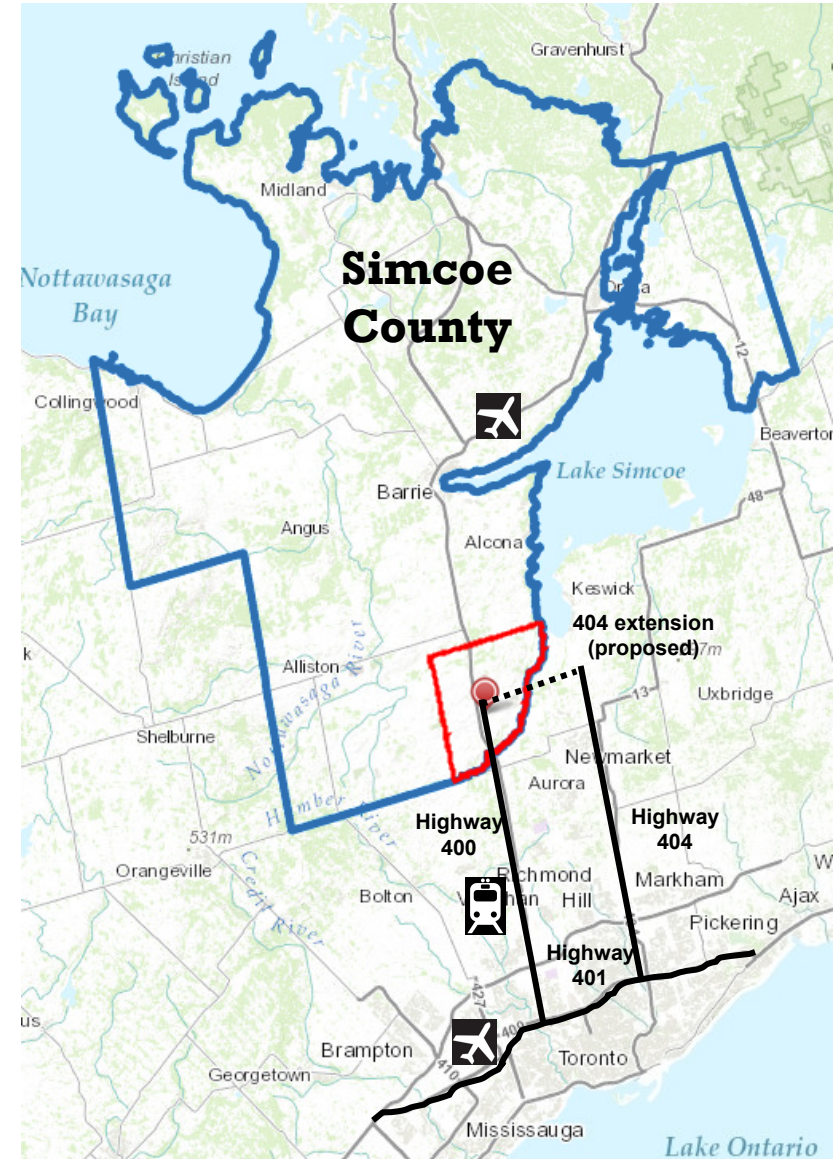 Gravenhurst
Christian
Island
Midland
Simcoe
County
Nottawasaga
Bay
Orillia
12
Collingwood
Beaverton
Lake Simcoe
Barrie
48
Angus
Alcona
Keswick
404 extension
(proposed)
7m
k
Alliston
Nottawasaga River
13
Uxbridge
Shelburne
Newmarket
Aurora
Humber River
531m
Highway
400
Highway
404
Orangeville
Credit River
Richmond
Hill
Vaughan
Markham
W
Ajax
Bolton
Pickering
Highway
401
427
400
us
Brampton
410
Toronto
Georgetown
Mississauga
Lake Ontario